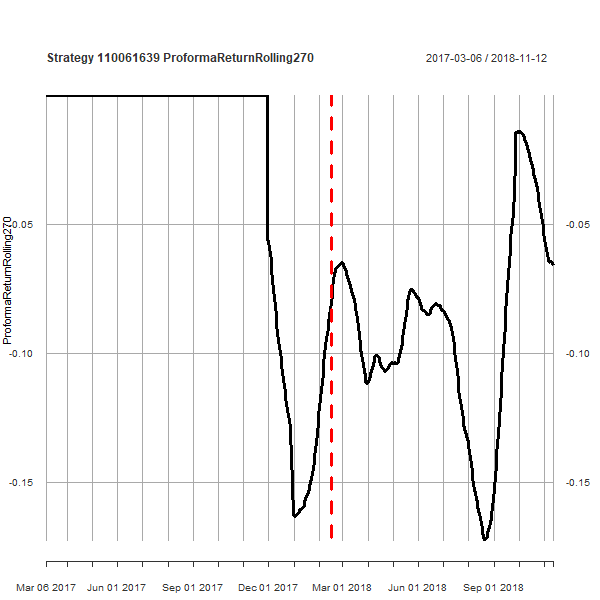 Strategy 110061639 ProformaReturnRolling270
2017-03-06 / 2018-11-12
ProformaReturnRolling270
-0.05
-0.05
-0.10
-0.10
-0.15
-0.15
Mar 06 2017 Jun 01 2017 Sep 01 2017 Dec 01 2017 Mar 01 2018 Jun 01 2018 Sep 01 2018